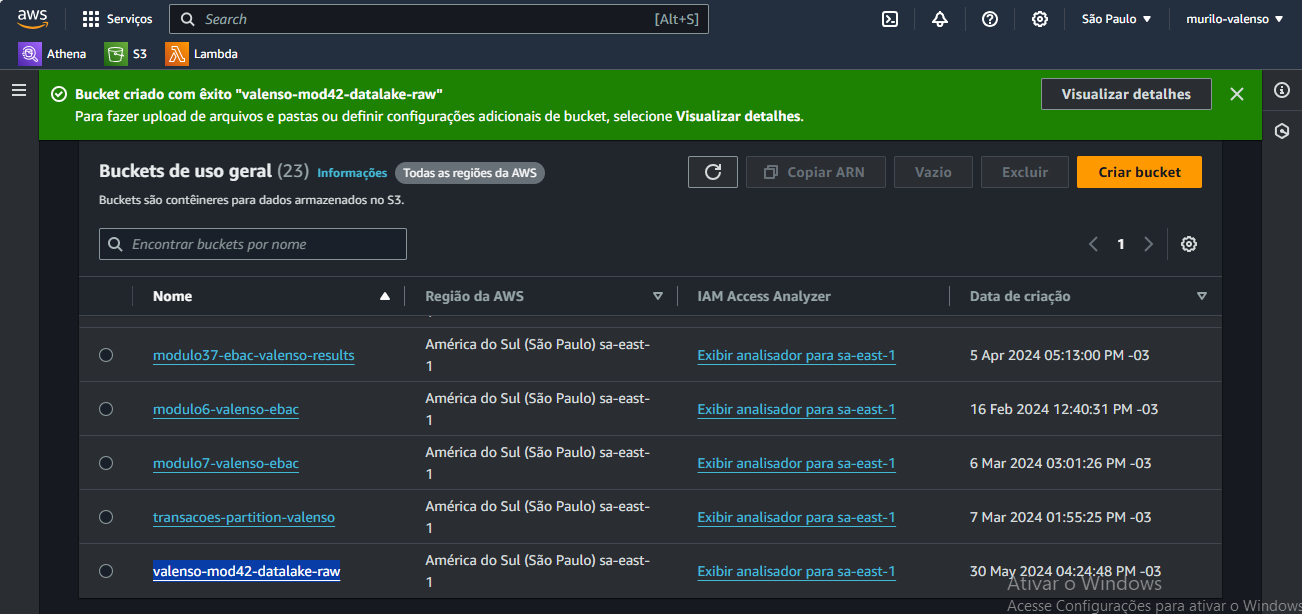 aws Serviços Search [Alt+S] São Paulo murilo-valenso
Athena S3 Lambda
Bucket criado com êxito "valenso-mod42-datalake-raw"
Para fazer upload de arquivos e pastas ou definir configurações adicionais de bucket, selecione Visualizar detalhes.
Visualizar detalhes
Buckets de uso geral (23) Informações Todas as regiões da AWS
Buckets são contêineres para dados armazenados no S3.
Copiar ARN Vazio Excluir Criar bucket
Encontrar buckets por nome
1
Nome Região da AWS IAM Access Analyzer Data de criação
modulo37-ebac-valenso-results América do Sul (São Paulo) sa-east- Exibir analisador para sa-east-1 5 Apr 2024 05:13:00 PM -03
1
modulo6-valenso-ebac América do Sul (São Paulo) sa-east- Exibir analisador para sa-east-1 16 Feb 2024 12:40:31 PM -03
1
modulo7-valenso-ebac América do Sul (São Paulo) sa-east- Exibir analisador para sa-east-1 6 Mar 2024 03:01:26 PM -03
1
transacoes-partition-valenso América do Sul (São Paulo) sa-east- Exibir analisador para sa-east-1 7 Mar 2024 01:55:25 PM -03
1
valenso-mod42-datalake-raw América do Sul (São Paulo) sa-east- Exibir analisador para sa-east-1 30 May 2024 04:24:48 PM -03
1
Ativar o Windows
Acesse Configurações para ativar o Windows